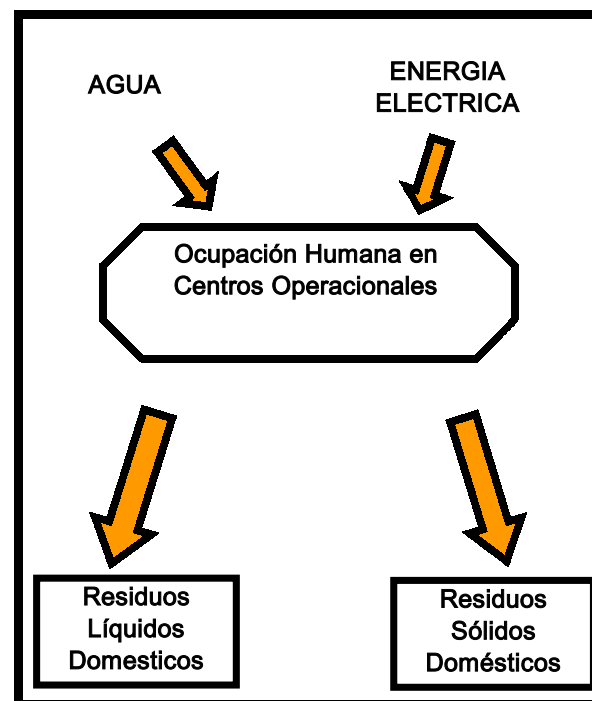 AGUA
ENERGIA
ELECTRICA
Ocupación Humana en
Centros Operacionales
Residuos
Líquidos
Domesticos
Residuos
Sólidos
Domésticos